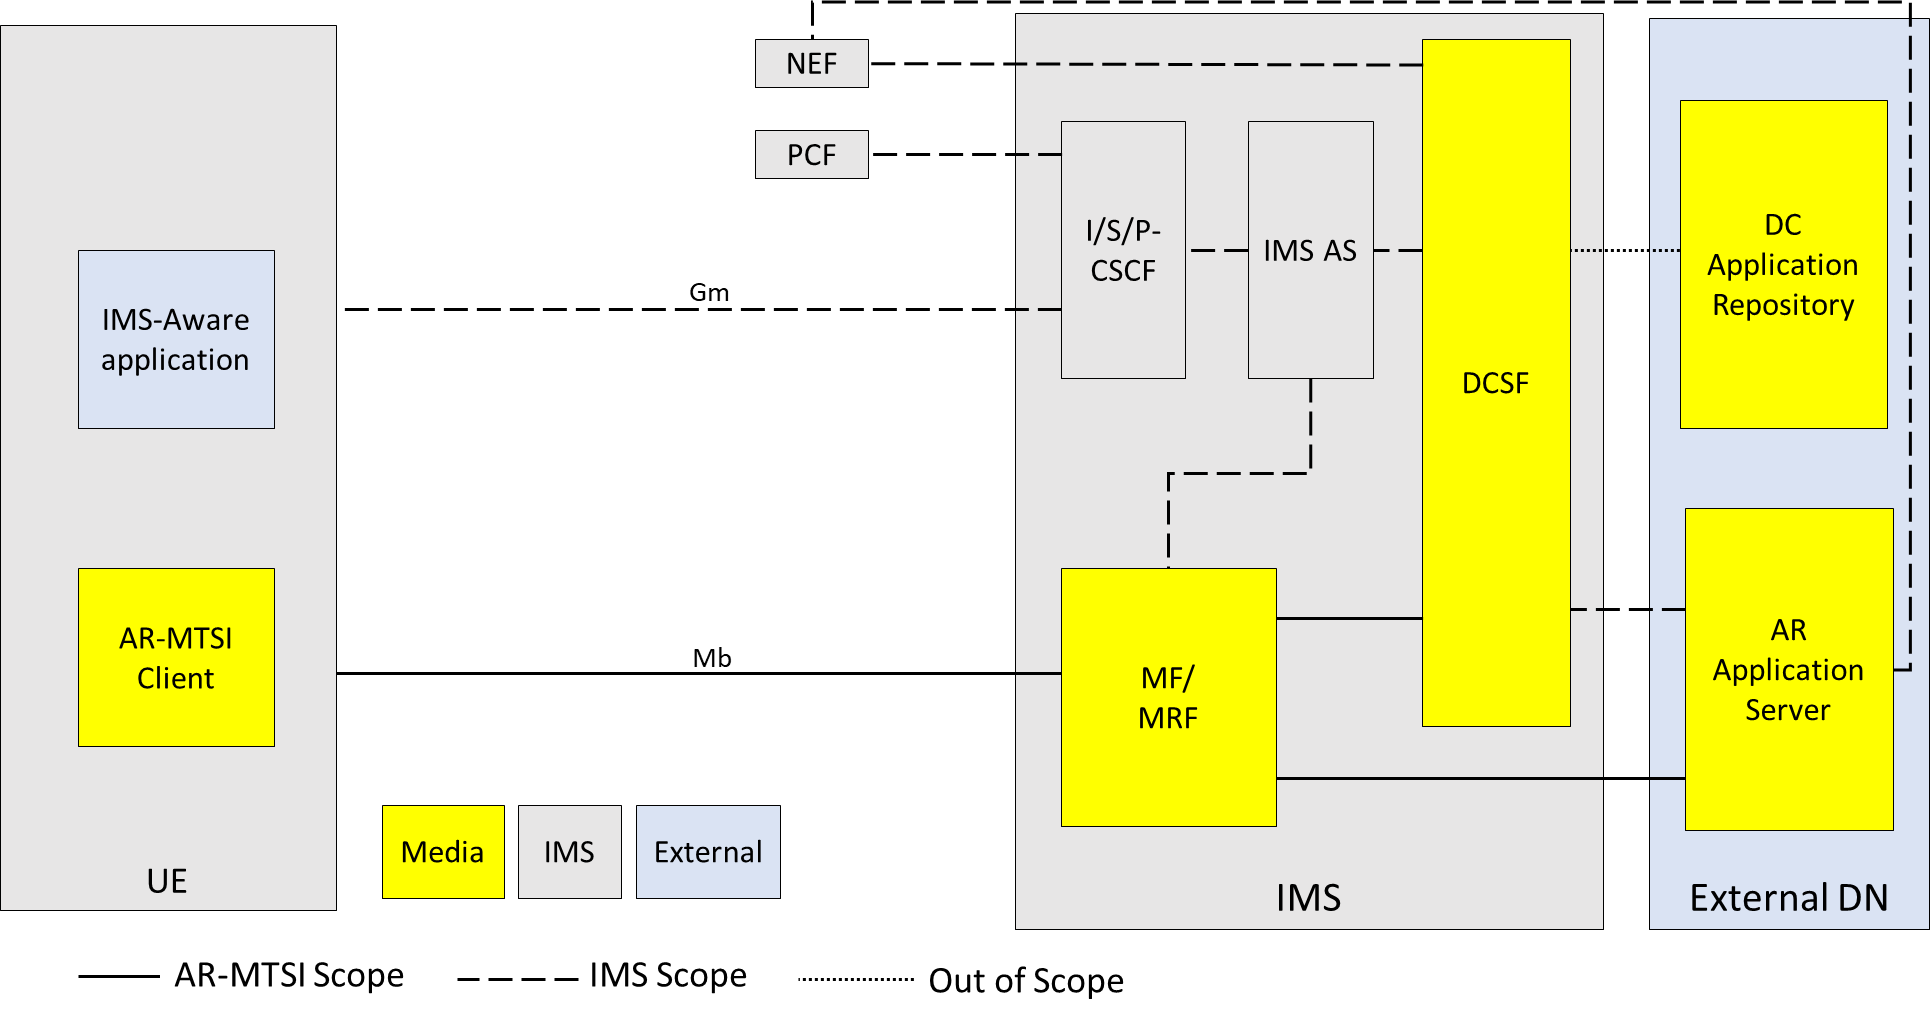 NEF
PCF
I/S/P-
CSCF
IMS AS
DC
Application
Repository
IMS-Aware
application
Gm
DCSF
AR-MTSI
Client
Mb
MF/
MRF
AR
Application
Server
Media
IMS
External
UE
IMS
External DN
AR-MTSI Scope
IMS Scope
Out of Scope